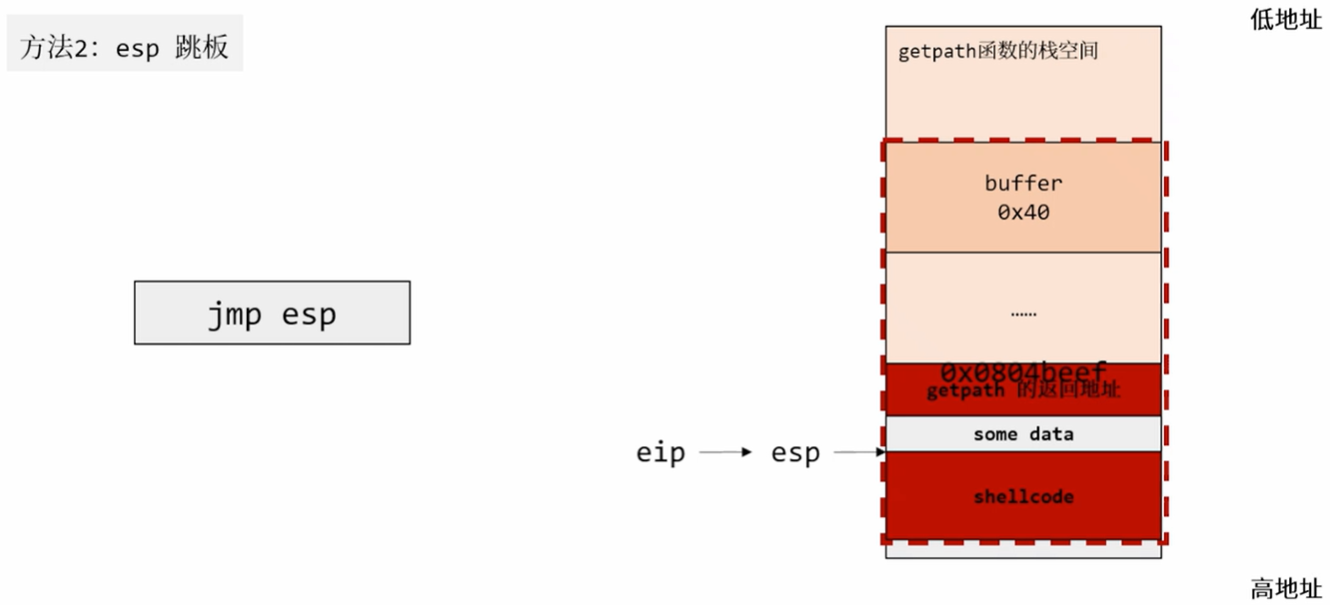 方法2：esp 跳板
低地址
getpath函数的栈空间
buffer
0x40
……
0x0804beef
getpath 的返回地址
some data
jmp esp
eip
esp
shellcode
高地址